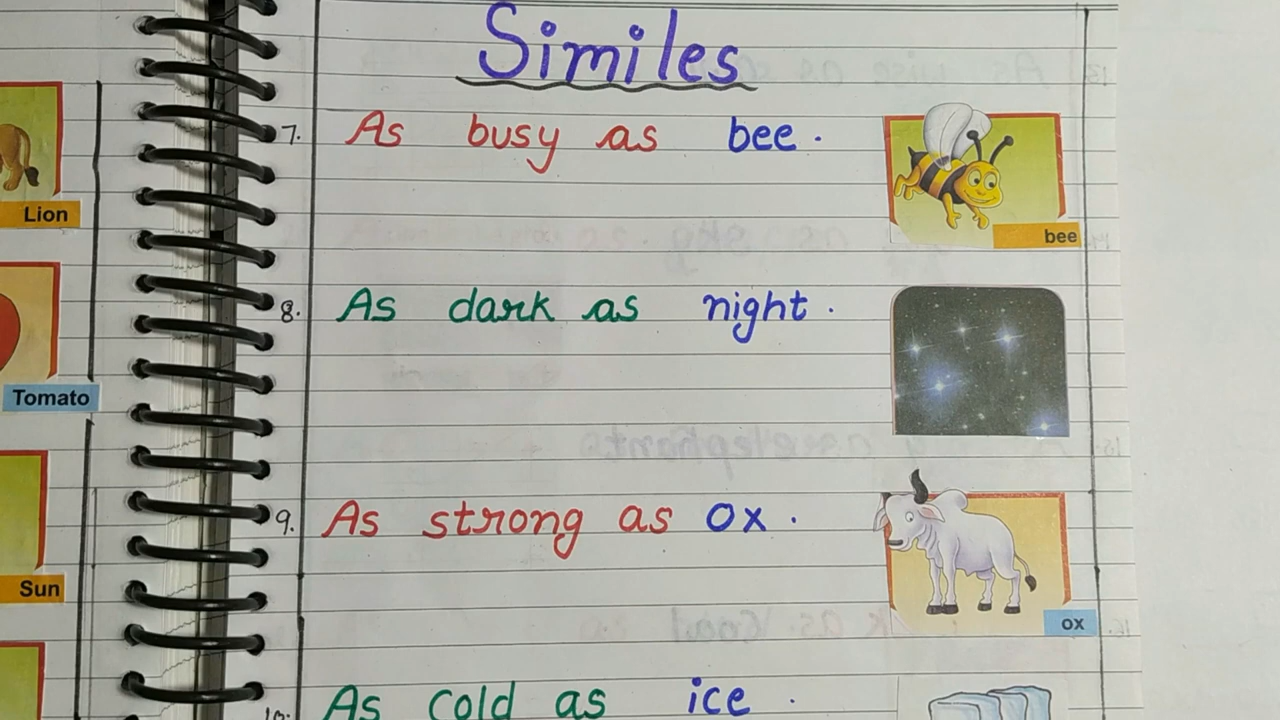 Similes
7. As busy as bee.
bee
8. As dark as night.
9. As strong as ox.
ox
10. As cold as ice.
Lion
Tomato
Sun